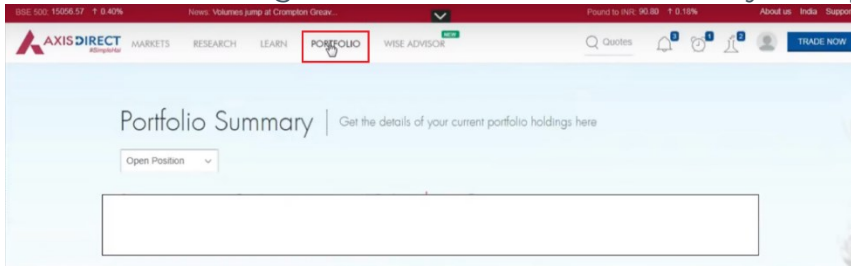 BSE 500: 15056.57 ↑ 0.40% News: Volumes jump at Crompton Greav... Pound to INR: 90.80 ↑ 0.18% About us India Suppor
AXIS DIRECT MARKETS RESEARCH LEARN PORTFOLIO WISE ADVISOR NEW Quotes TRADE NOW
#SimpleHai
Portfolio Summary | Get the details of your current portfolio holdings here
Open Position